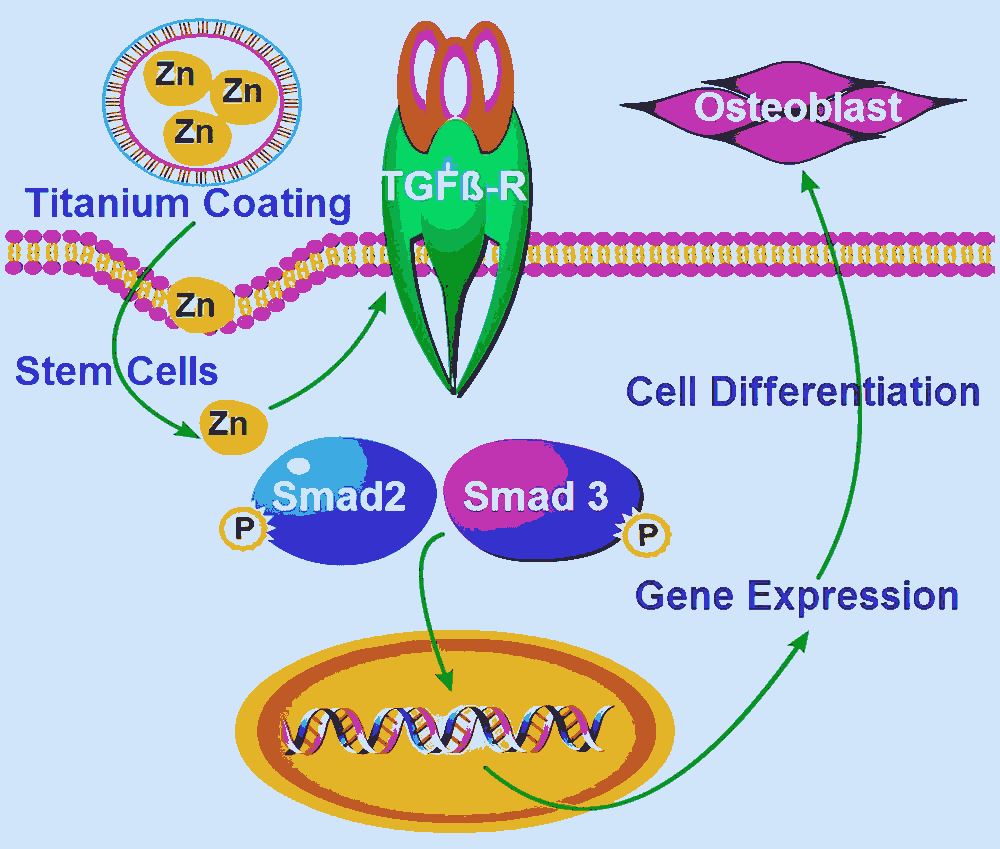 Zn
Zn
Zn
Titanium Coating
TGFß-R
Osteoblast
Zn
Stem Cells
Zn
Cell Differentiation
Smad2
Smad 3
P
P
Gene Expression